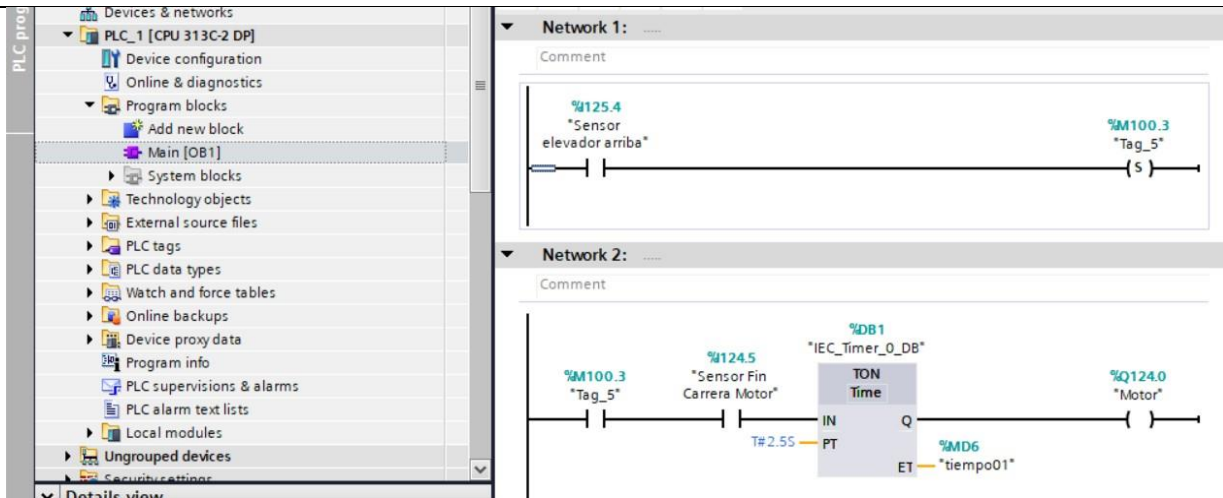 Devices & networks
PLC_1 [CPU 313C-2 DP]
Device configuration
Online & diagnostics
Program blocks
Add new block
Main [OB1]
System blocks
Technology objects
External source files
PLC tags
PLC data types
Watch and force tables
Online backups
Device proxy data
Program info
PLC supervisions & alarms
PLC alarm text lists
Local modules
Ungrouped devices
Security settings
Details view
PLC prog
Network 1: .....
Comment
%I125.4
"Sensor
elevador arriba"
%M100.3
"Tag_5"
S
Network 2: .....
Comment
%DB1
"IEC_Timer_0_DB"
%M100.3
"Tag_5"
%I124.5
"Sensor Fin
Carrera Motor"
TON
Time
IN
Q
T#2.5S
PT
ET
%MD6
"tiempo01"
%Q124.0
"Motor"